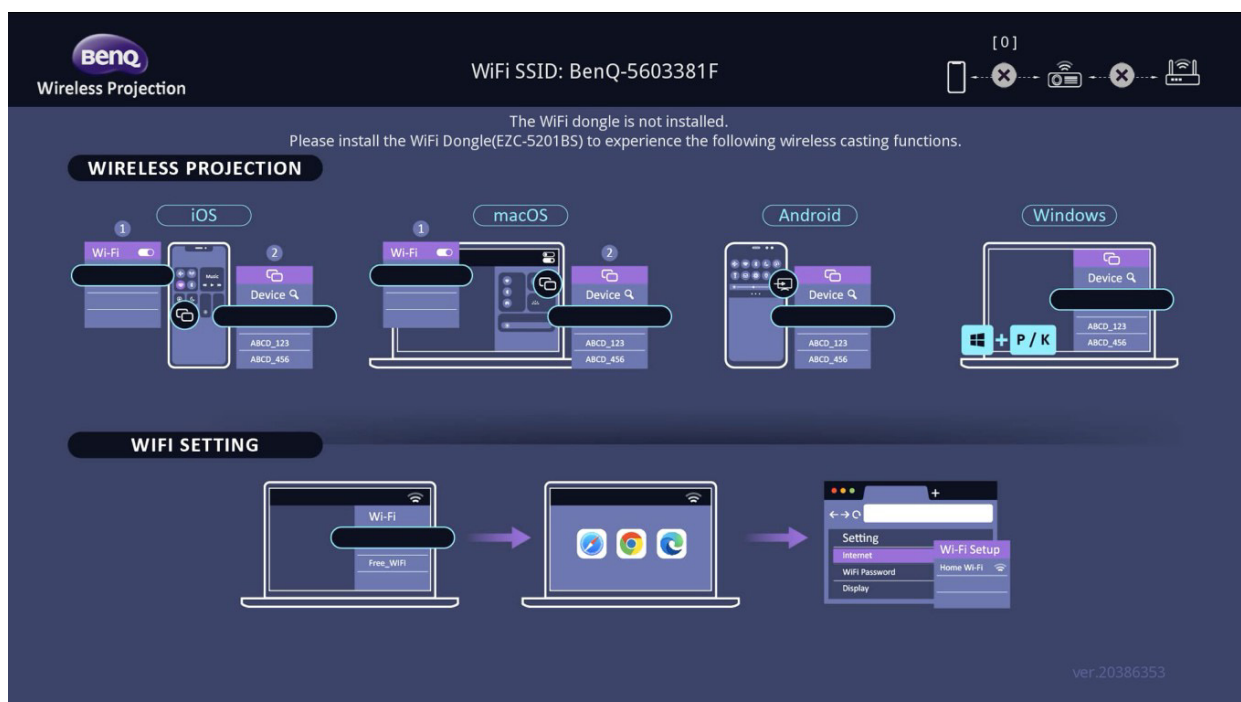 BenQ
Wireless Projection
WiFi SSID: BenQ-5603381F
[ 0 ]
The WiFi dongle is not installed.
Please install the WiFi Dongle(EZC-5201BS) to experience the following wireless casting functions.
WIRELESS PROJECTION
iOS
1
Wi-Fi
Music
2
Device
ABCD_123
ABCD_456
macOS
1
Wi-Fi
2
Device
ABCD_123
ABCD_456
Android
Device
ABCD_123
ABCD_456
Windows
Device
ABCD_123
ABCD_456
+ P / K
WIFI SETTING
Wi-Fi
Free_WIFI
+
Setting
Internet
WIFI Password
Display
Wi-Fi Setup
Home Wi-Fi
ver.20386353